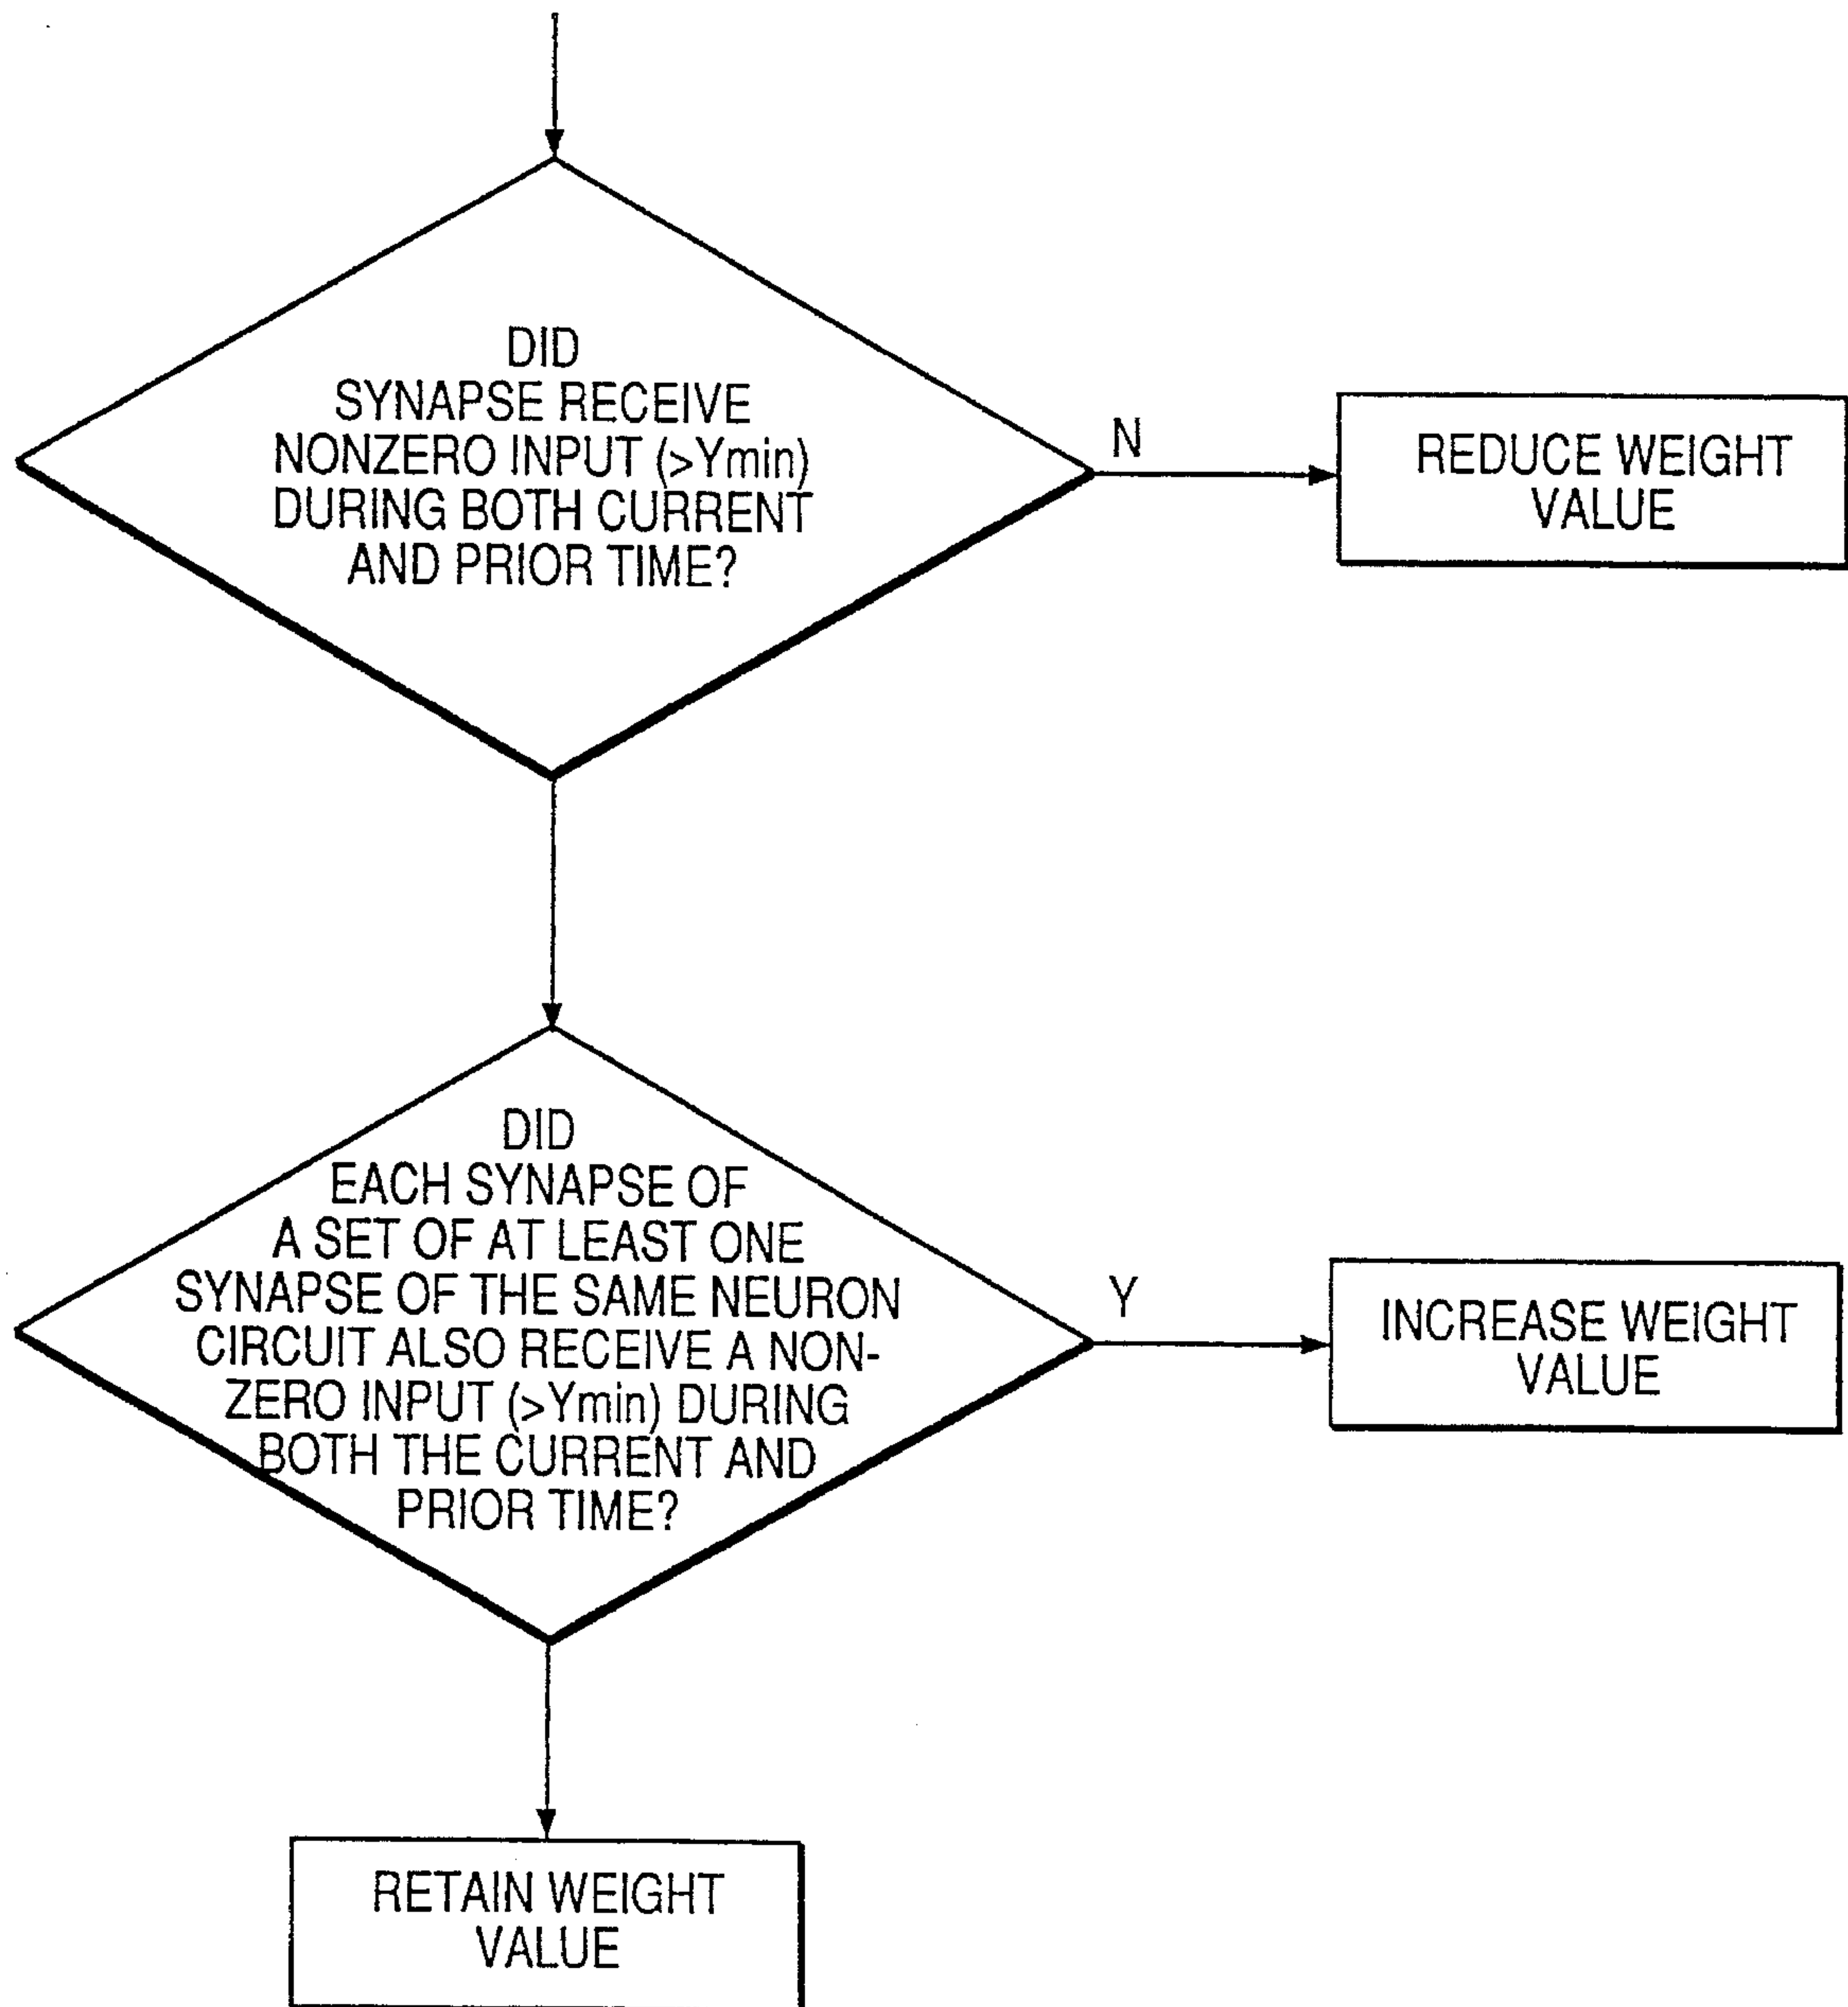 DID
SYNAPSE RECEIVE
NONZERO INPUT (>Ymin)
DURING BOTH CURRENT
AND PRIOR TIME?
N
REDUCE WEIGHT
VALUE
DID
EACH SYNAPSE OF
A SET OF AT LEAST ONE
SYNAPSE OF THE SAME NEURON
CIRCUIT ALSO RECEIVE A NON-
ZERO INPUT (>Ymin) DURING
BOTH THE CURRENT AND
PRIOR TIME?
Y
INCREASE WEIGHT
VALUE
RETAIN WEIGHT
VALUE